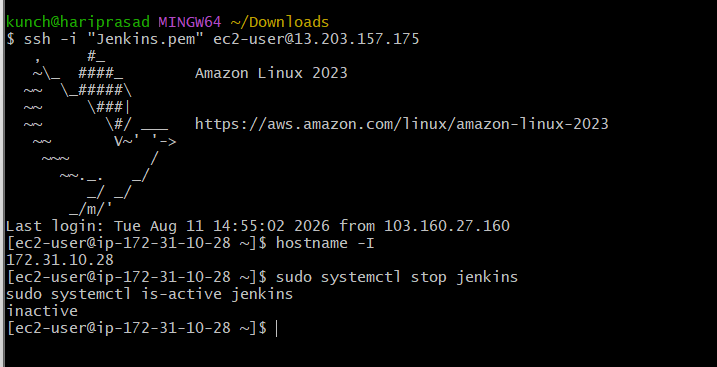 kunch@hariprasad MINGW64 ~/Downloads
$ ssh -i "Jenkins.pem" ec2-user@13.203.157.175
   ,     #_
   ~\_  ####_        Amazon Linux 2023
  ~~  \_#####\
  ~~     \###|
  ~~       \#/ ___   https://aws.amazon.com/linux/amazon-linux-2023
   ~~       V~' '->
    ~~~         /
      ~~._.   _/
         _/ _/
       _/m/'
Last login: Tue Aug 11 14:55:02 2026 from 103.160.27.160
[ec2-user@ip-172-31-10-28 ~]$ hostname -I
172.31.10.28
[ec2-user@ip-172-31-10-28 ~]$ sudo systemctl stop jenkins
sudo systemctl is-active jenkins
inactive
[ec2-user@ip-172-31-10-28 ~]$